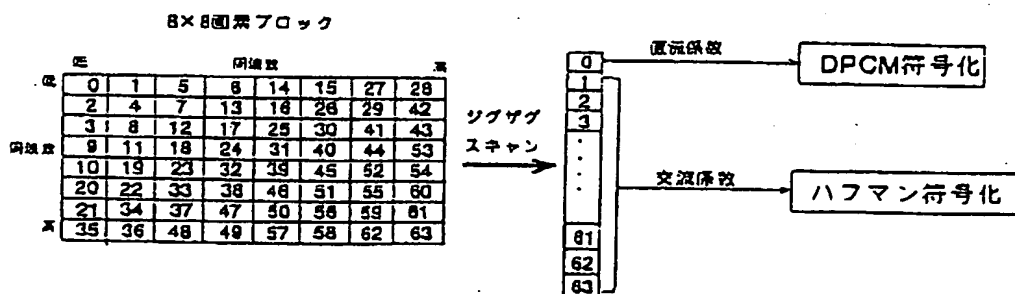 8×8画素ブロック
低 周波数 高
低
0 1 5 6 14 15 27 28
2 4 7 13 16 26 29 42
3 8 12 17 25 30 41 43
周波数 9 11 18 24 31 40 44 53
10 19 23 32 39 45 52 54
20 22 33 38 46 51 55 60
21 34 37 47 50 56 59 61
高 35 36 48 49 57 58 62 63
ジグザグ
スキャン
0
1
2
3
61
62
63
直流係数
DPCM符号化
交流係数
ハフマン符号化